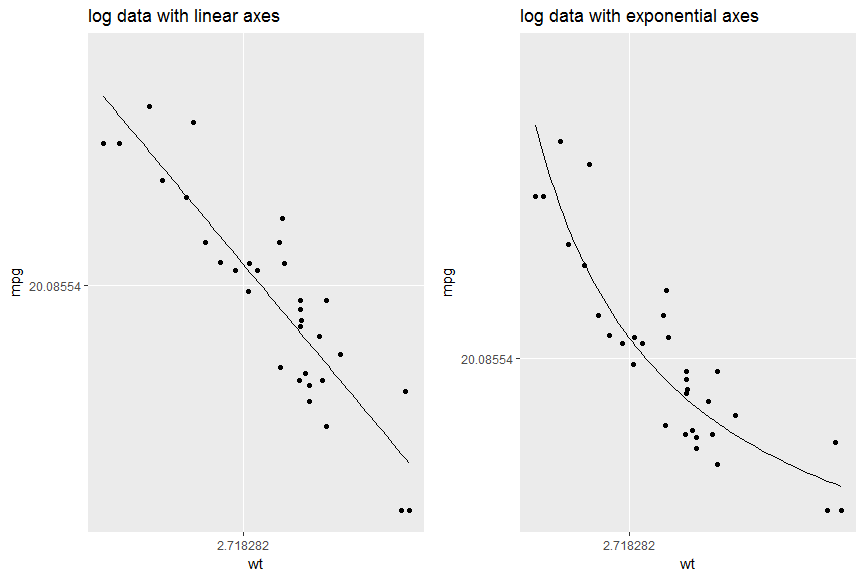 log data with linear axes
mpg
20.08554
2.718282
wt
log data with exponential axes
mpg
20.08554
2.718282
wt